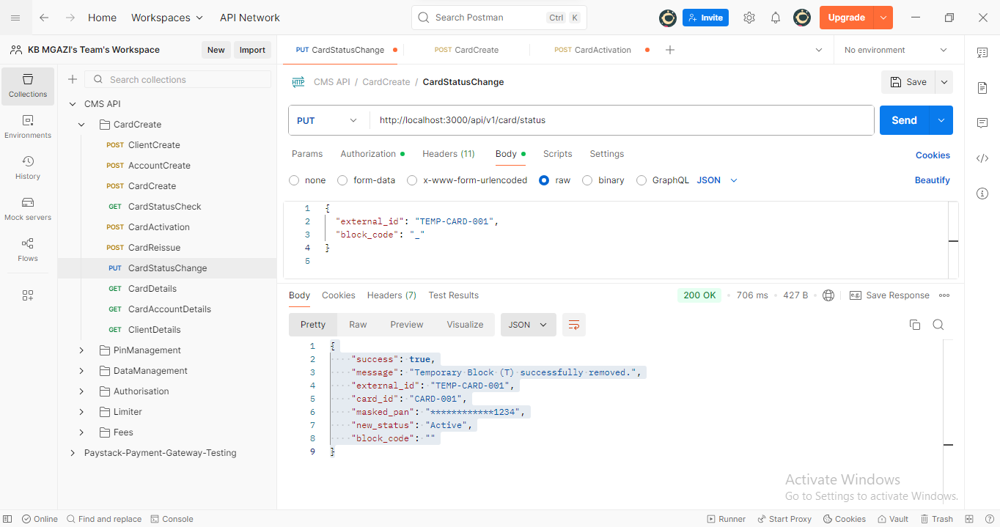 Home Workspaces API Network Search Postman Ctrl K Invite Upgrade
KB MGAZI's Team's Workspace New Import PUT CardStatusChange POST CardCreate POST CardActivation No environment
Collections
Environments
History
Mock servers
Flows
Search collections
CMS API
CardCreate
POST ClientCreate
POST AccountCreate
POST CardCreate
GET CardStatusCheck
POST CardActivation
POST CardReissue
PUT CardStatusChange
GET CardDetails
GET CardAccountDetails
GET ClientDetails
PinManagement
DataManagement
Authorisation
Limiter
Fees
Paystack-Payment-Gateway-Testing
HTTP CMS API / CardCreate / CardStatusChange Save
PUT http://localhost:3000/api/v1/card/status Send
Params Authorization Headers (11) Body Scripts Settings Cookies
none form-data x-www-form-urlencoded raw binary GraphQL JSON Beautify
1 {
2 "external_id": "TEMP-CARD-001",
3 "block_code": "_"
4 }
5
Body Cookies Headers (7) Test Results 200 OK 706 ms 427 B e.g. Save Response
Pretty Raw Preview Visualize JSON
1 {
2 "success": true,
3 "message": "Temporary Block (T) successfully removed.",
4 "external_id": "TEMP-CARD-001",
5 "card_id": "CARD-001",
6 "masked_pan": "************1234",
7 "new_status": "Active",
8 "block_code": ""
9 }
Activate Windows
Go to Settings to activate Windows.
Online Find and replace Console Runner Start Proxy Cookies Vault Trash